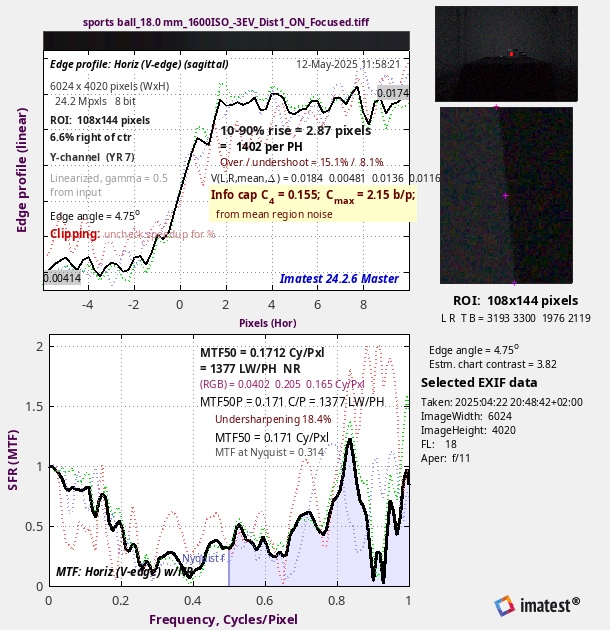 sports ball_18.0 mm_1600ISO_-3EV_Dist1_ON_Focused.tiff
Edge profile: Horiz (V-edge) (sagittal)
12-May-2025 11:58:21
6024 x 4020 pixels (WxH)
24.2 Mpxls 8 bit
0.0174
ROI: 108x144 pixels
6.6% right of ctr
10-90% rise = 2.87 pixels
= 1402 per PH
Y-channel (YR 7)
Over / undershoot = 15.1% / 8.1%
Linearized, gamma = 0.5
from input
V(L,R,mean,Δ) = 0.0184 0.00481 0.0136 0.0116
Info cap C4 = 0.155; Cmax = 2.15 b/p;
from mean region noise
Edge angle = 4.75°
Clipping: uncheck speedup for %
0.00414
Imatest 24.2.6 Master
Edge profile (linear)
-4 -2 0 2 4 6 8
Pixels (Hor)
ROI: 108x144 pixels
L R T B = 3193 3300 1976 2119
Edge angle = 4.75°
Estm. chart contrast = 3.82
Selected EXIF data
Taken: 2025:04:22 20:48:42+02:00
ImageWidth: 6024
ImageHeight: 4020
FL: 18
Aper: f/11
MTF50 = 0.1712 Cy/Pxl
= 1377 LW/PH NR
(RGB) = 0.0402 0.205 0.165 Cy/Pxl
MTF50P = 0.171 C/P = 1377 LW/PH
Undersharpening 18.4%
MTF50 = 0.171 Cy/Pxl
MTF at Nyquist = 0.314
Nyquist f
MTF: Horiz (V-edge) w/NR
SFR (MTF)
2
1.5
1
0.5
0
0 0.2 0.4 0.6 0.8 1
Frequency, Cycles/Pixel
imatest®